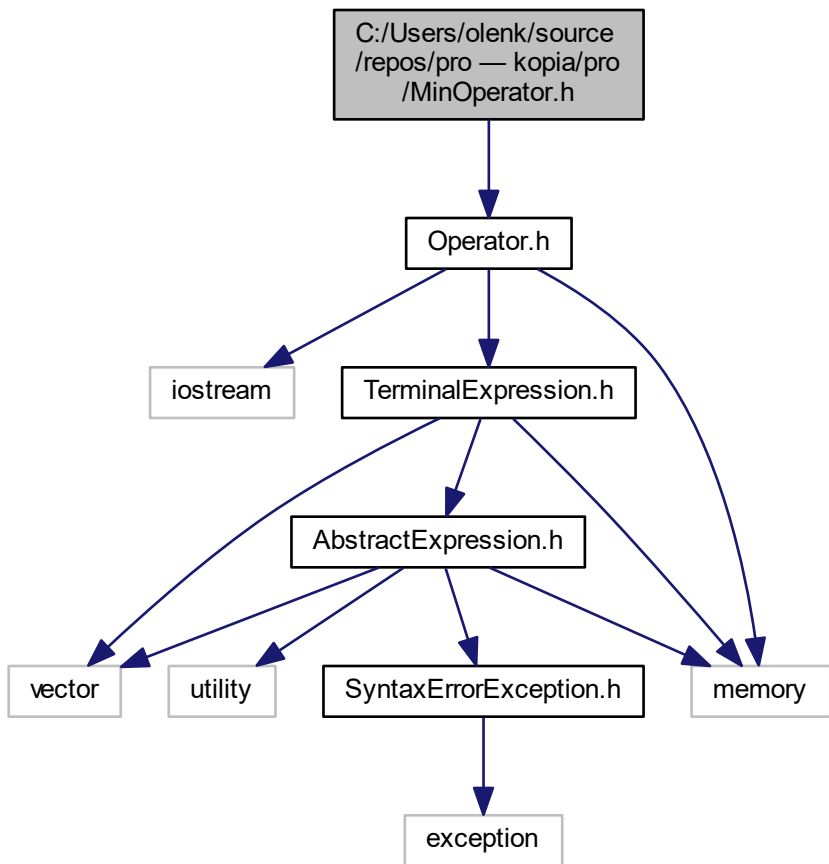 C:/Users/olenk/source
/repos/pro — kopia/pro
/MinOperator.h
Operator.h
iostream
TerminalExpression.h
AbstractExpression.h
vector
utility
SyntaxErrorException.h
memory
exception